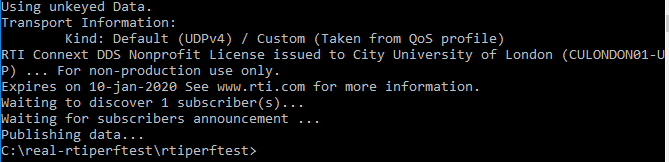 Using unkeyed Data.
Transport Information:
Kind: Default (UDPv4) / Custom (Taken from QoS profile)
RTI Connext DDS Nonprofit License issued to City University of London (CULONDON01-U
P) ... For non-production use only.
Expires on 10-jan-2020 See www.rti.com for more information.
Waiting to discover 1 subscriber(s)...
Waiting for subscribers announcement ...
Publishing data...
C:\real-rtiperftest\rtiperftest>